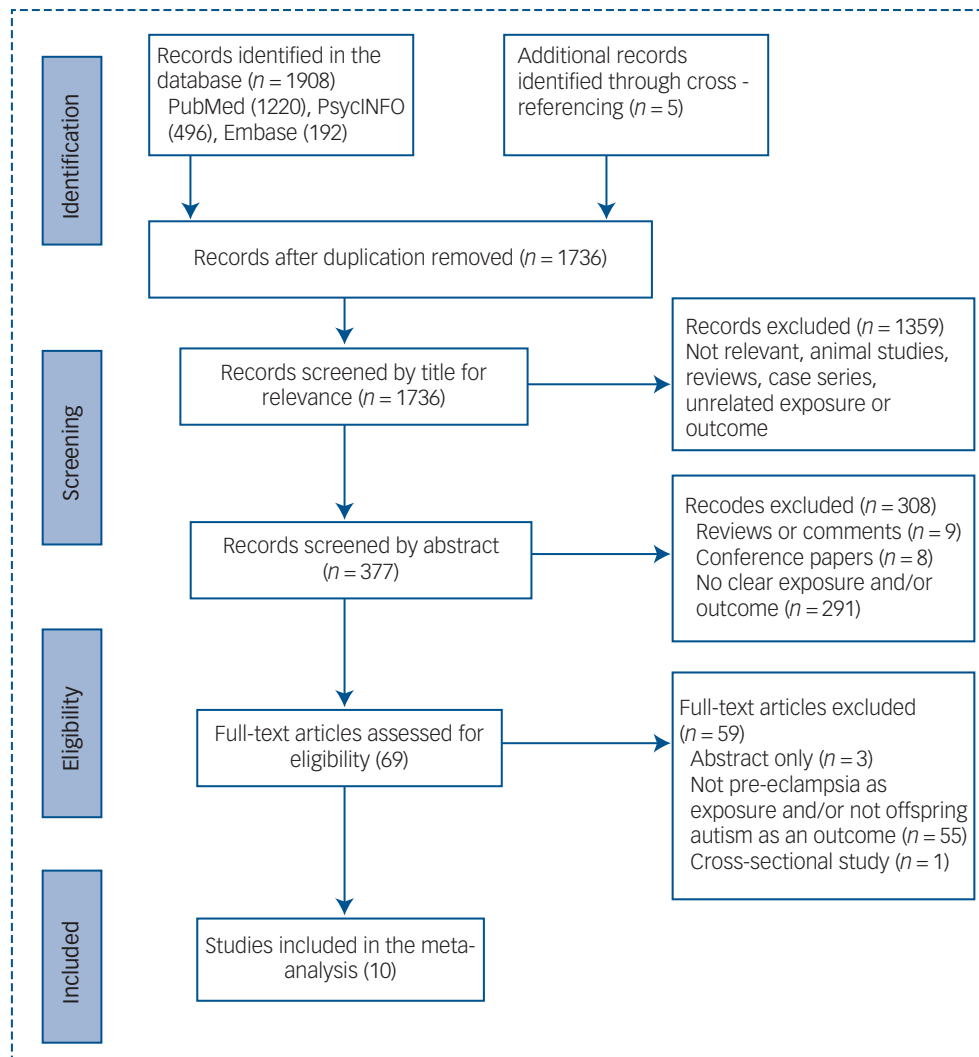 Identification
Records identified in the
database (n = 1908)
PubMed (1220), PsycINFO
(496), Embase (192)
Additional records
identified through cross -
referencing (n = 5)
Records after duplication removed (n = 1736)
Screening
Records screened by title for
relevance (n = 1736)
Records excluded (n = 1359)
Not relevant, animal studies,
reviews, case series,
unrelated exposure or
outcome
Records screened by abstract
(n = 377)
Recodes excluded (n = 308)
Reviews or comments (n = 9)
Conference papers (n = 8)
No clear exposure and/or
outcome (n = 291)
Eligibility
Full-text articles assessed for
eligibility (69)
Full-text articles excluded
(n = 59)
Abstract only (n = 3)
Not pre-eclampsia as
exposure and/or not offspring
autism as an outcome (n = 55)
Cross-sectional study (n = 1)
Included
Studies included in the meta-
analysis (10)